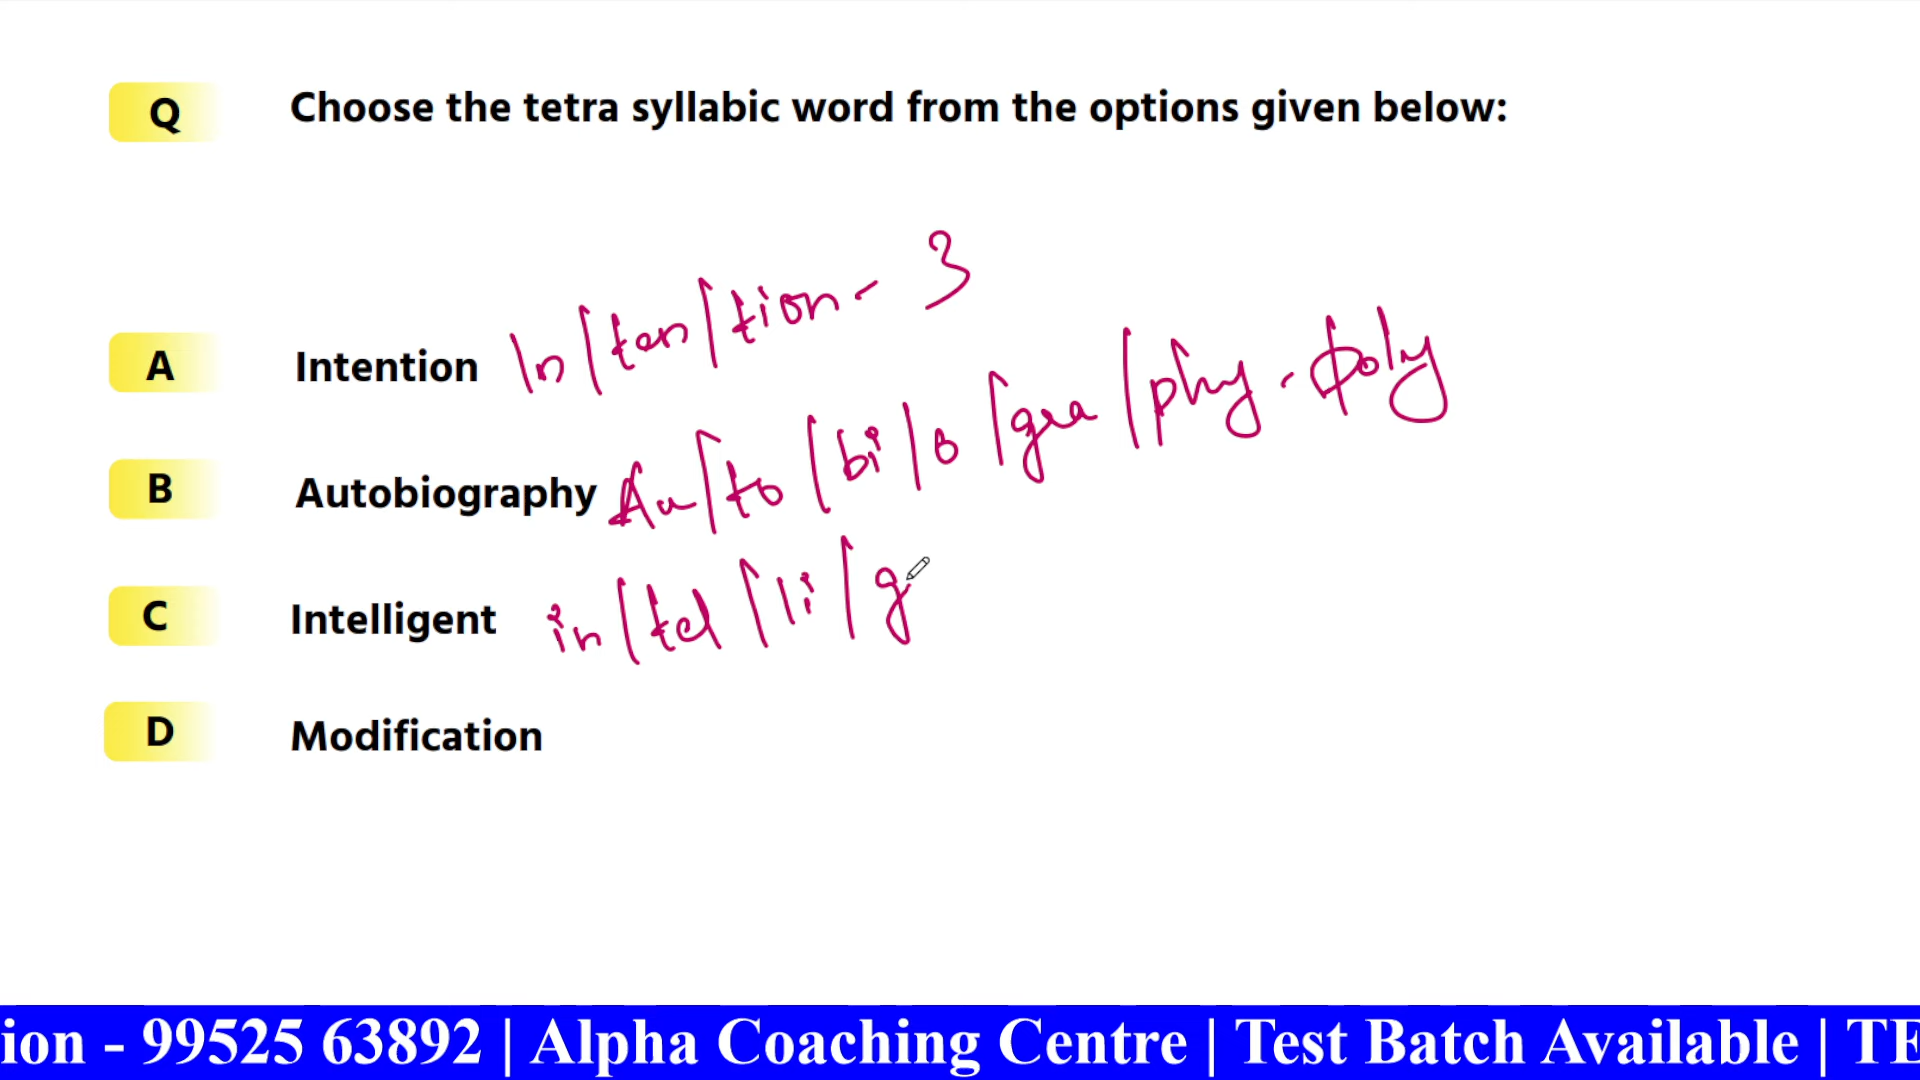 Q Choose the tetra syllabic word from the options given below:
A Intention In/ten/tion - 3
B Autobiography Au/to/bi/o/gra/phy - poly
C Intelligent in/tel/li/g
D Modification
ion - 99525 63892 | Alpha Coaching Centre | Test Batch Available | TE